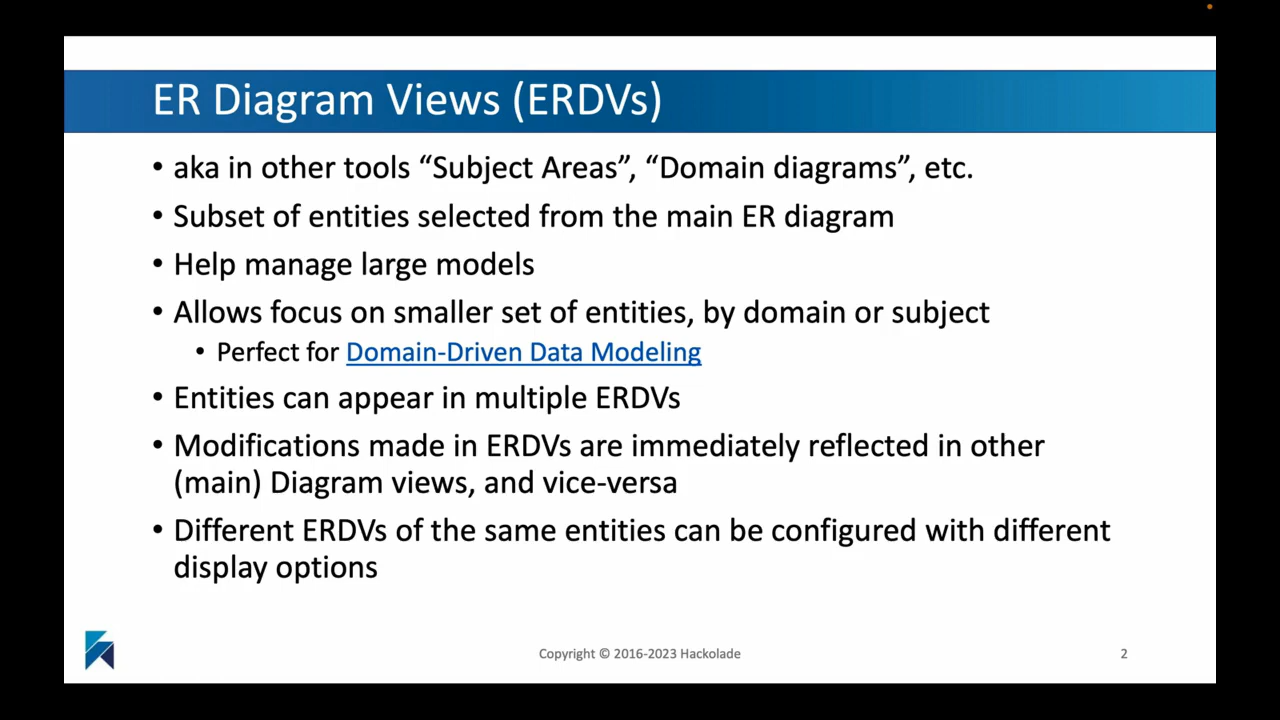 ER Diagram Views (ERDVs)
• aka in other tools “Subject Areas”, “Domain diagrams”, etc.
• Subset of entities selected from the main ER diagram
• Help manage large models
• Allows focus on smaller set of entities, by domain or subject
• Perfect for Domain-Driven Data Modeling
• Entities can appear in multiple ERDVs
• Modifications made in ERDVs are immediately reflected in other
(main) Diagram views, and vice-versa
• Different ERDVs of the same entities can be configured with different
display options
Copyright © 2016-2023 Hackolade
2